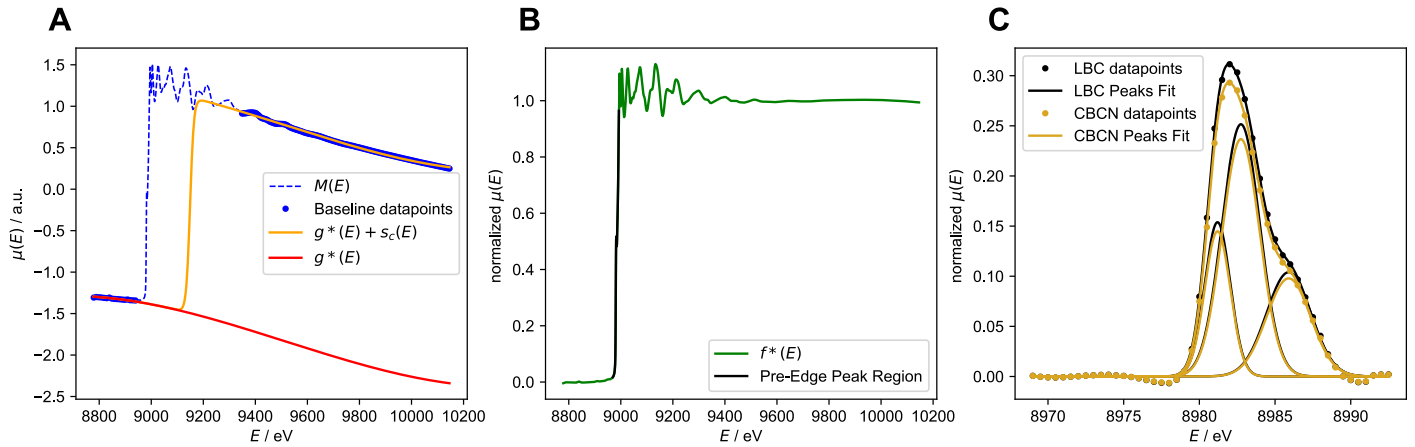 A
μ(E) / a.u.
1.5
1.0
0.5
0.0
−0.5
−1.0
−1.5
−2.0
−2.5
M(E)
Baseline datapoints
g*(E) + s_c(E)
g*(E)
8800 9000 9200 9400 9600 9800 10000 10200
E / eV
B
normalized μ(E)
1.0
0.8
0.6
0.4
0.2
0.0
f*(E)
Pre-Edge Peak Region
8800 9000 9200 9400 9600 9800 10000 10200
E / eV
C
normalized μ(E)
0.30
0.25
0.20
0.15
0.10
0.05
0.00
LBC datapoints
LBC Peaks Fit
CBCN datapoints
CBCN Peaks Fit
8970 8975 8980 8985 8990
E / eV